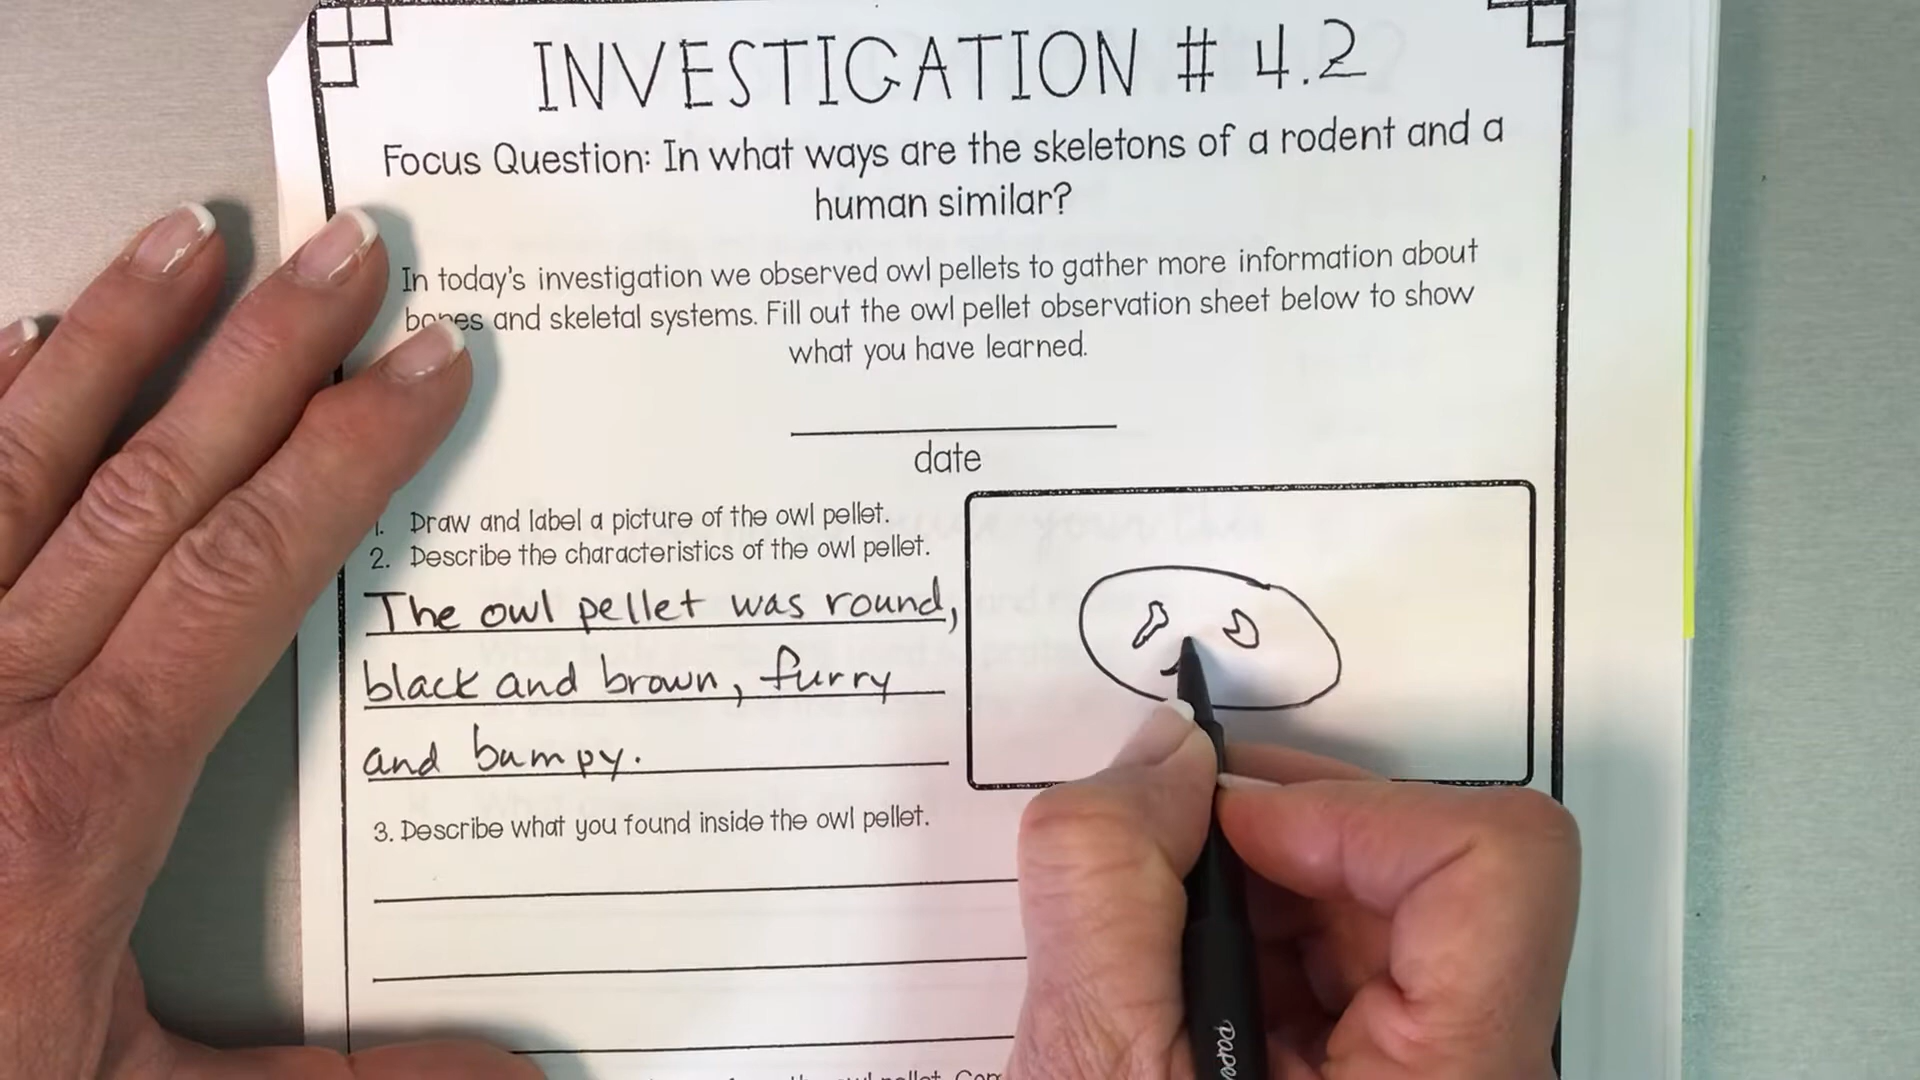 INVESTIGATION # 4.2
Focus Question: In what ways are the skeletons of a rodent and a
human similar?
In today's investigation we observed owl pellets to gather more information about
bones and skeletal systems. Fill out the owl pellet observation sheet below to show
what you have learned.
date
1. Draw and label a picture of the owl pellet.
2. Describe the characteristics of the owl pellet.
The owl pellet was round,
black and brown, furry
and bumpy.
3. Describe what you found inside the owl pellet.